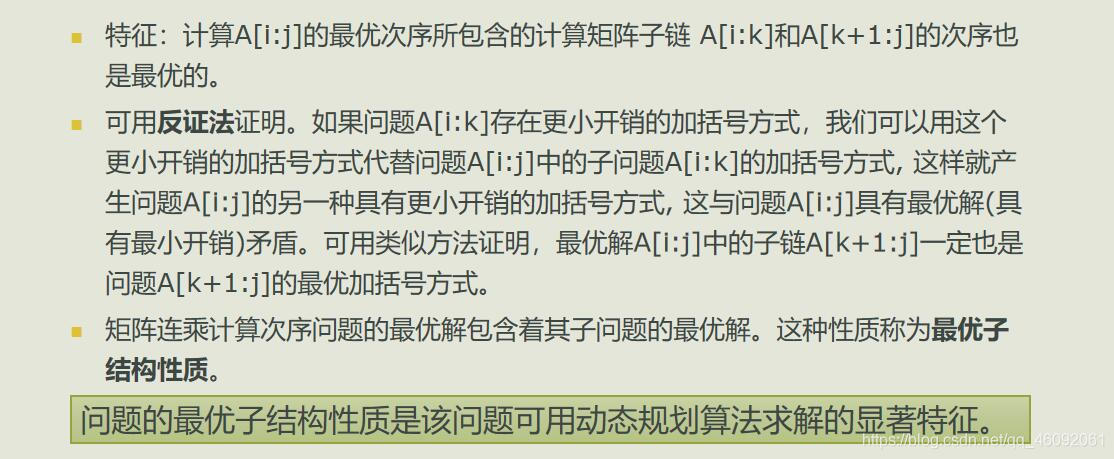 特征：计算A[i:j]的最优次序所包含的计算矩阵子链 A[i:k]和A[k+1:j]的次序也
是最优的。
可用反证法证明。如果问题A[i:k]存在更小开销的加括号方式，我们可以用这个
更小开销的加括号方式代替问题A[i:j]中的子问题A[i:k]的加括号方式, 这样就产
生问题A[i:j]的另一种具有更小开销的加括号方式, 这与问题A[i:j]具有最优解(具
有最小开销)矛盾。可用类似方法证明，最优解A[i:j]中的子链A[k+1:j]一定也是
问题A[k+1:j]的最优加括号方式。
矩阵连乘计算次序问题的最优解包含着其子问题的最优解。这种性质称为最优子
结构性质。
问题的最优子结构性质是该问题可用动态规划算法求解的显著特征。
https://blog.csdn.net/qq_46092061